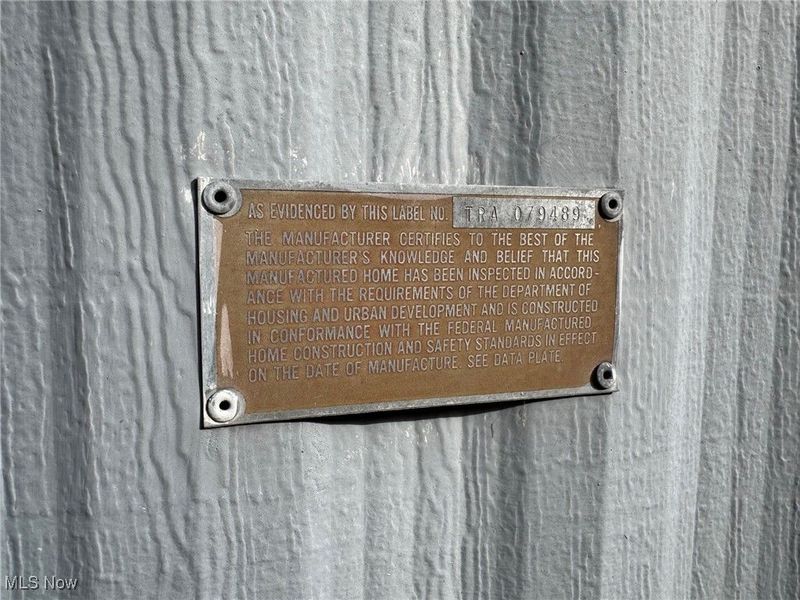 AS EVIDENCED BY THIS LABEL NO. TRA 079489
THE MANUFACTURER CERTIFIES TO THE BEST OF THE
MANUFACTURER'S KNOWLEDGE AND BELIEF THAT THIS
MANUFACTURED HOME HAS BEEN INSPECTED IN ACCORD-
ANCE WITH THE REQUIREMENTS OF THE DEPARTMENT OF
HOUSING AND URBAN DEVELOPMENT AND IS CONSTRUCTED
IN CONFORMANCE WITH THE FEDERAL MANUFACTURED
HOME CONSTRUCTION AND SAFETY STANDARDS IN EFFECT
ON THE DATE OF MANUFACTURE. SEE DATA PLATE.
MLS Now